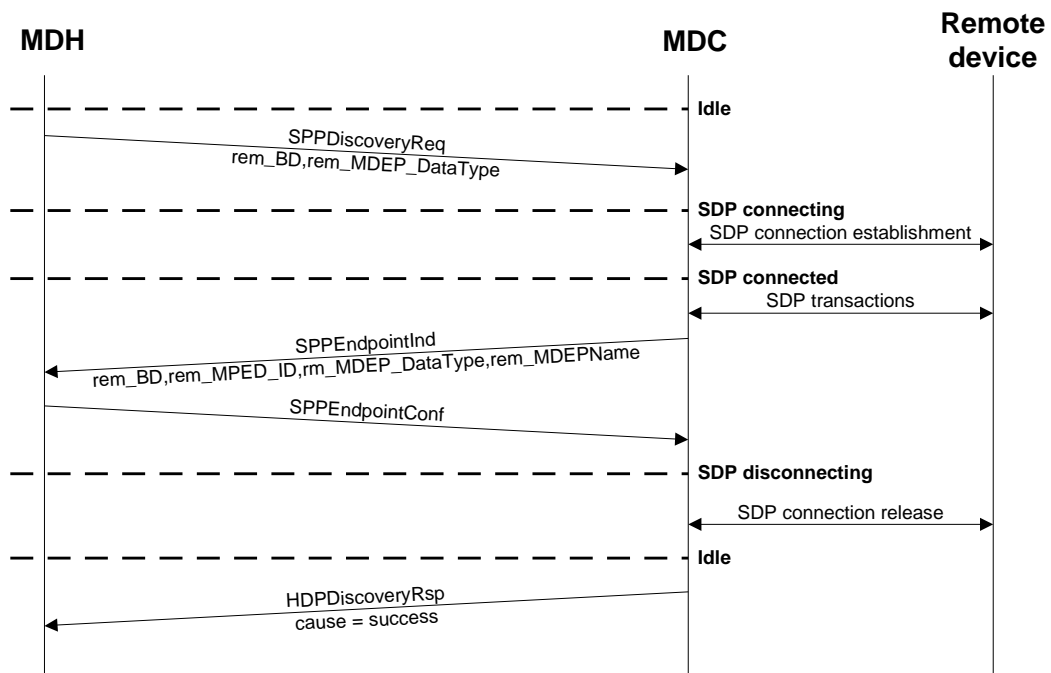 MDH
MDC
Remote
device
Idle
SPPDiscoveryReq
rem_BD,rem_MDEP_DataType
SDP connecting
SDP connection establishment
SDP connected
SDP transactions
SPPEndpointInd
rem_BD,rem_MPED_ID,rm_MDEP_DataType,rem_MDEPName
SPPEndpointConf
SDP disconnecting
SDP connection release
Idle
HDPDiscoveryRsp
cause = success